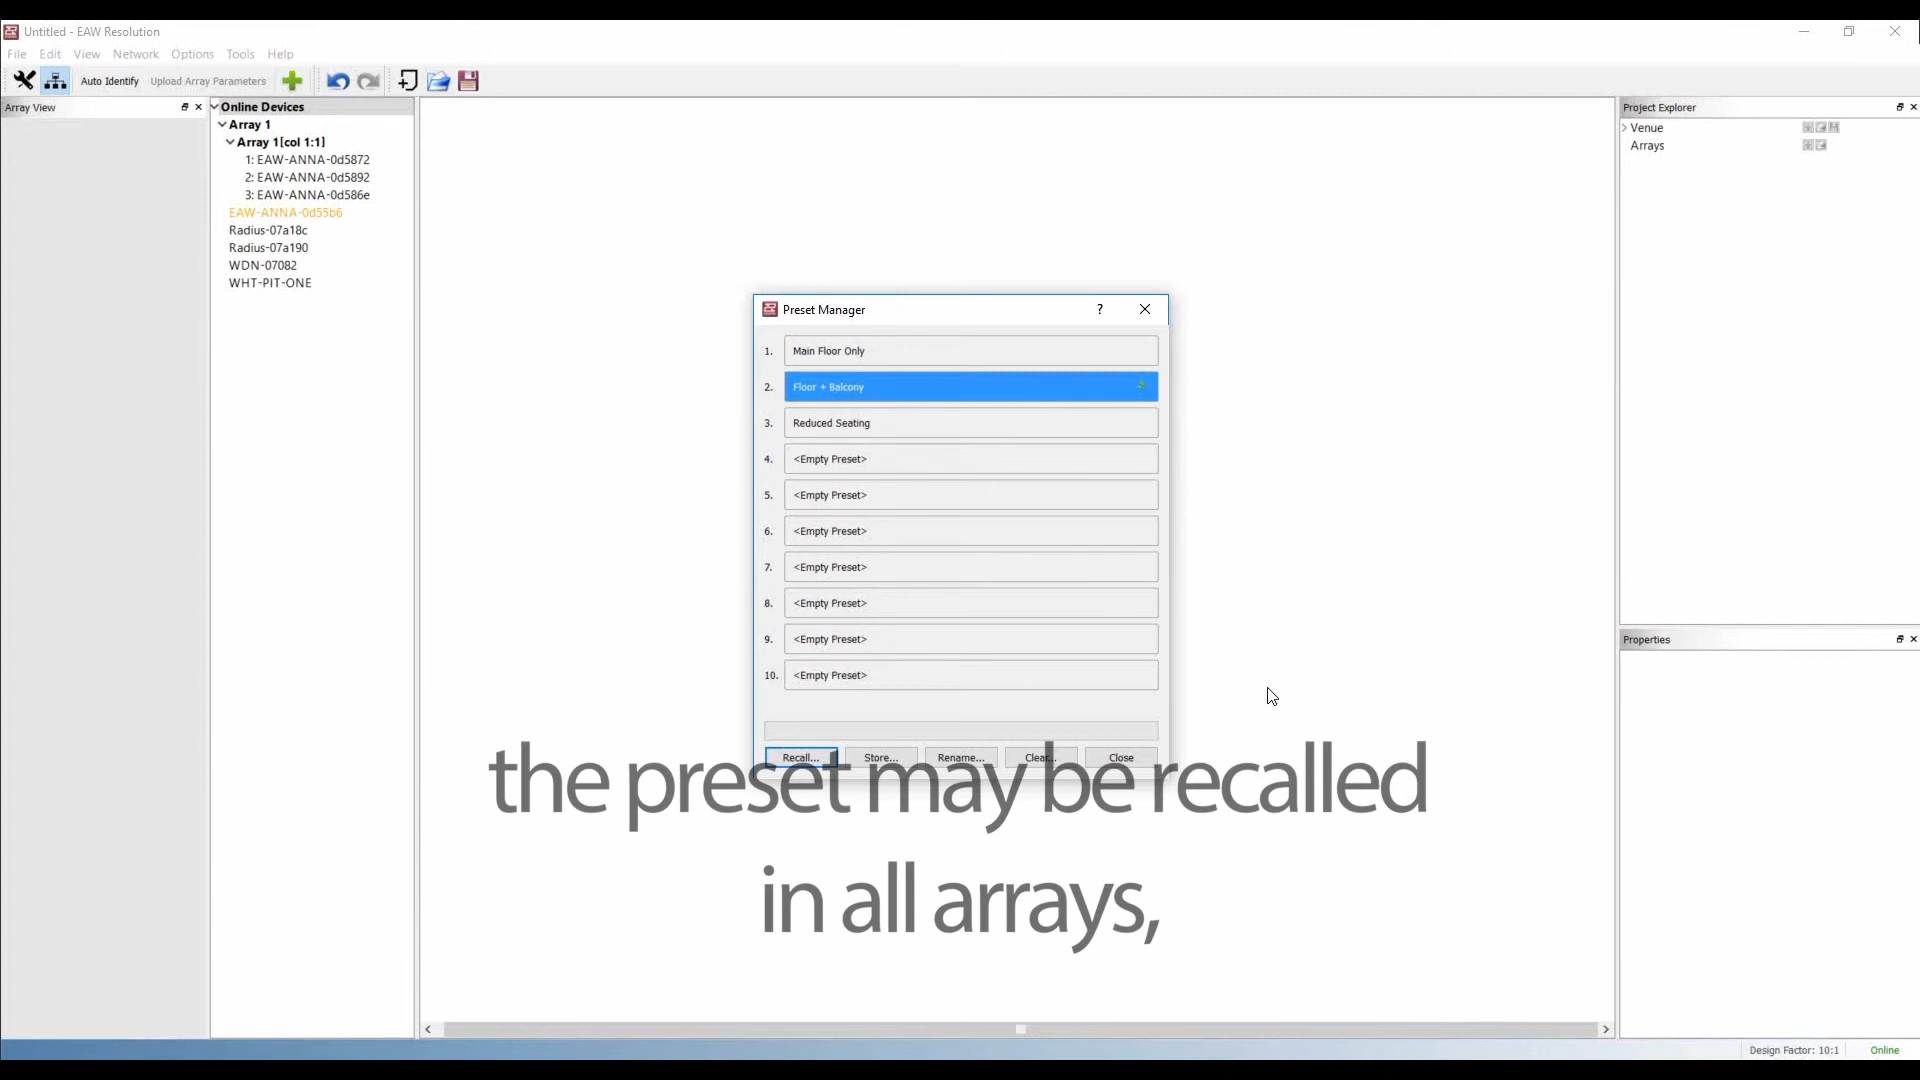 Untitled - EAW Resolution
File Edit View Network Options Tools Help
Auto Identify Upload Array Parameters
Array View
Online Devices
Array 1
Array 1[col 1:1]
1: EAW-ANNA-0d5872
2: EAW-ANNA-0d5892
3: EAW-ANNA-0d586e
EAW-ANNA-0d55b6
Radius-07a18c
Radius-07a190
WDN-07082
WHT-PIT-ONE
Preset Manager ?
1. Main Floor Only
2. Floor + Balcony
3. Reduced Seating
4. <Empty Preset>
5. <Empty Preset>
6. <Empty Preset>
7. <Empty Preset>
8. <Empty Preset>
9. <Empty Preset>
10. <Empty Preset>
Recall... Store... Rename... Clear... Close
the preset may be recalled
in all arrays,
Project Explorer
Venue
Arrays
Properties
Design Factor: 10:1 Online